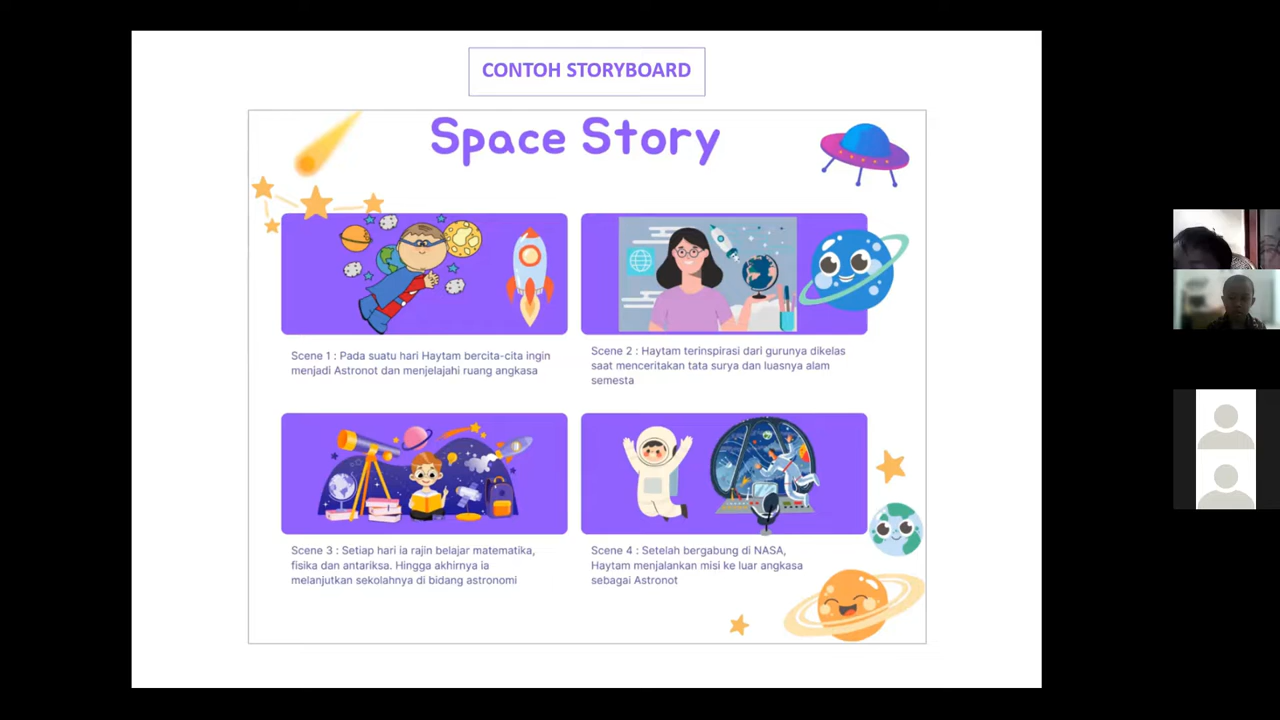 CONTOH STORYBOARD
Space Story
Scene 1 : Pada suatu hari Haytam bercita-cita ingin
menjadi Astronot dan menjelajahi ruang angkasa
Scene 2 : Haytam terinspirasi dari gurunya dikelas
saat menceritakan tata surya dan luasnya alam
semesta
Scene 3 : Setiap hari ia rajin belajar matematika,
fisika dan antariksa. Hingga akhirnya ia
melanjutkan sekolahnya di bidang astronomi
Scene 4 : Setelah bergabung di NASA,
Haytam menjalankan misi ke luar angkasa
sebagai Astronot